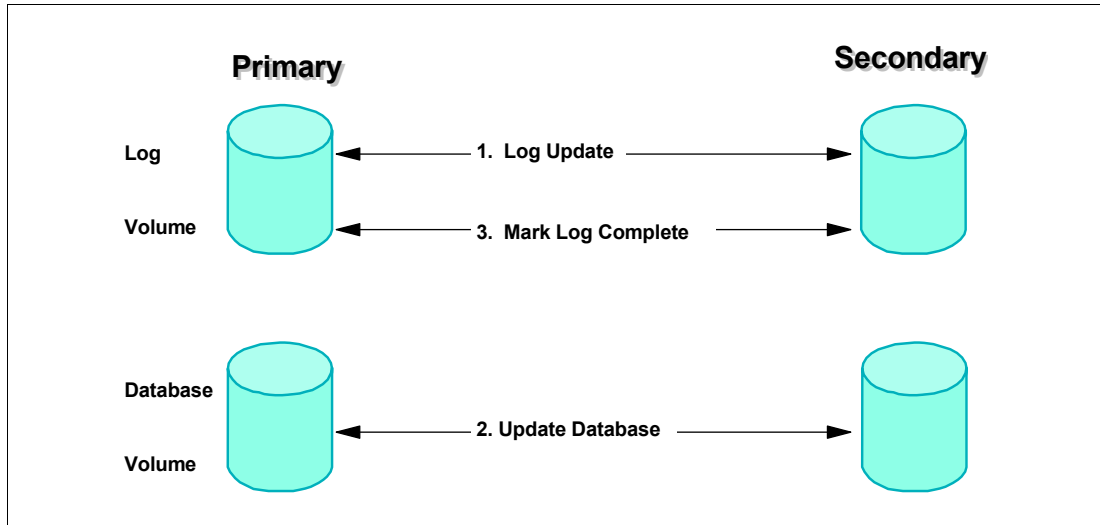 Primary
Secondary
Log
1. Log Update
Volume
3. Mark Log Complete
Database
2. Update Database
Volume